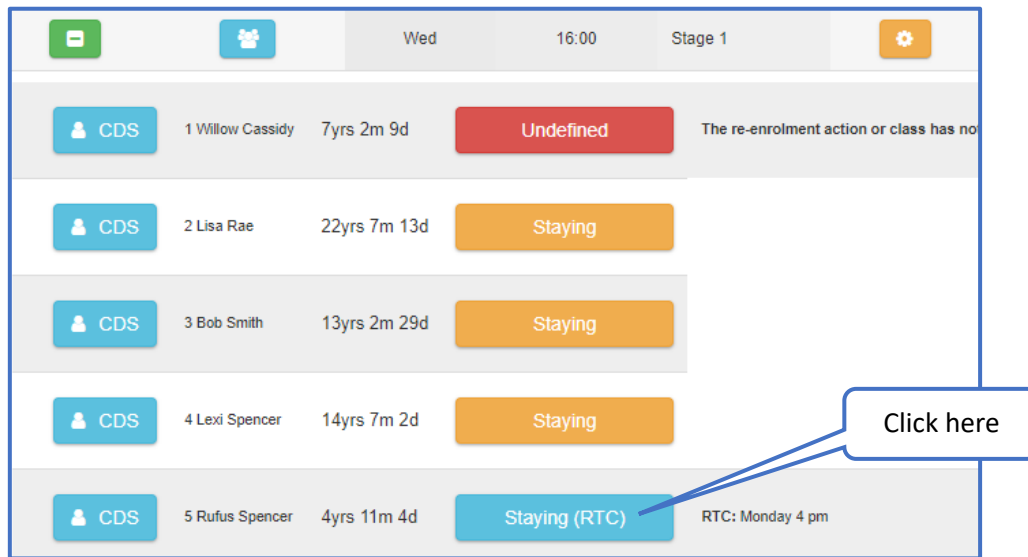 Wed 16:00 Stage 1
CDS 1 Willow Cassidy 7yrs 2m 9d Undefined The re-enrolment action or class has not
CDS 2 Lisa Rae 22yrs 7m 13d Staying
CDS 3 Bob Smith 13yrs 2m 29d Staying
CDS 4 Lexi Spencer 14yrs 7m 2d Staying
Click here
CDS 5 Rufus Spencer 4yrs 11m 4d Staying (RTC) RTC: Monday 4 pm